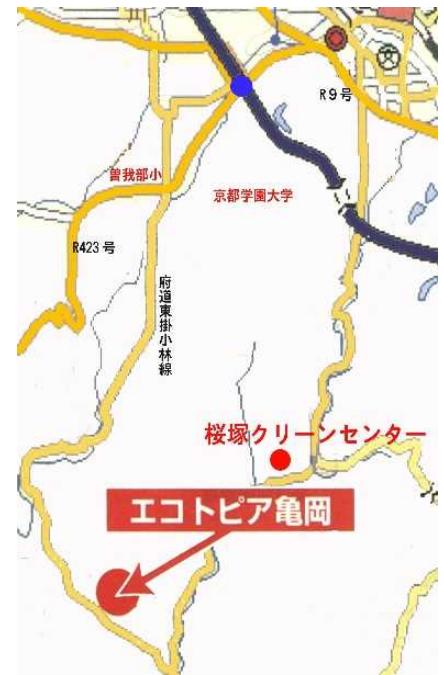 R9号
曽我部小
京都学園大学
R423号
府道東掛小林線
桜塚クリーンセンター
エコトピア亀岡